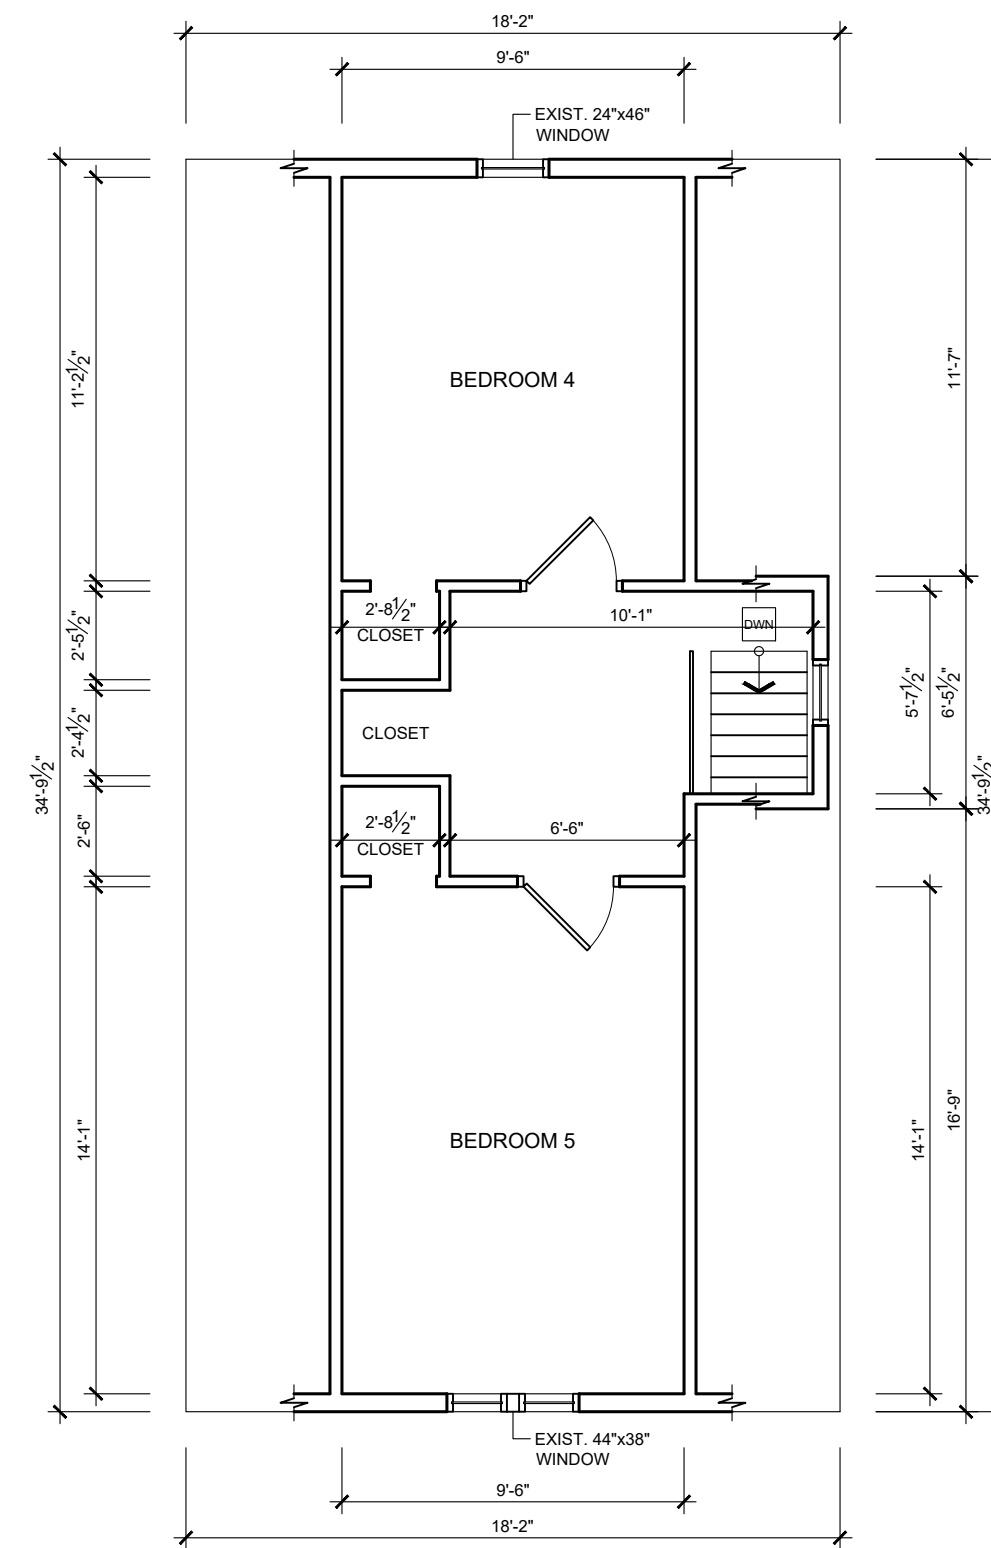 18'-2"
9'-6"
EXIST. 24"x46"
WINDOW
11'-2½"
BEDROOM 4
11'-7"
2'-8½"
CLOSET
10'-1"
DWN
2'-5½"
5'-7½"
6'-5½"
CLOSET
2'-4½"
34'-9½"
34'-9½"
2'-8½"
CLOSET
6'-6"
2'-6"
14'-1"
BEDROOM 5
14'-1"
16'-9"
EXIST. 44"x38"
WINDOW
9'-6"
18'-2"